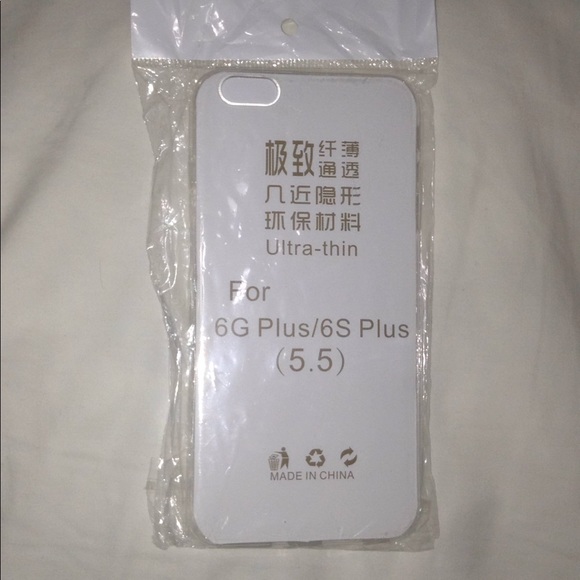 极致纤薄
通透
几近隐形
环保材料
Ultra-thin
For
6G Plus/6S Plus
(5.5)
MADE IN CHINA